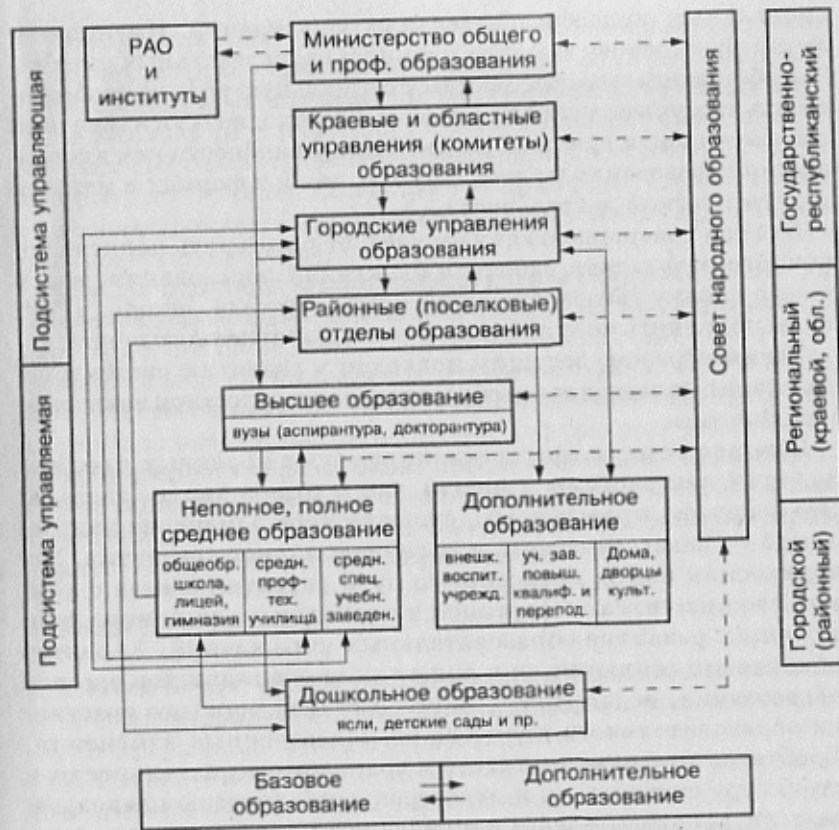 РАО
и
институты
Министерство общего
и проф. образования
Краевые и областные
управления (комитеты)
образования
Городские управления
образования
Районные (поселковые)
отделы образования
Высшее образование
вузы (аспирантура, докторантура)
Неполное, полное
среднее образование
общеобр.
школа,
лицей,
гимназия
средн.
проф-
тех.
училища
средн.
спец.
учебн.
заведен.
Дополнительное
образование
внешк.
воспит.
учрежд.
уч. зав.
повыш.
квалиф. и
перепод.
Дома,
дворцы
культ.
Дошкольное образование
ясли, детские сады и пр.
Базовое
образование
Дополнительное
образование
Подсистема управляющая
Подсистема управляемая
Совет народного образования
Государственно-
республиканский
Региональный
(краевой, обл.)
Городской
(районный)